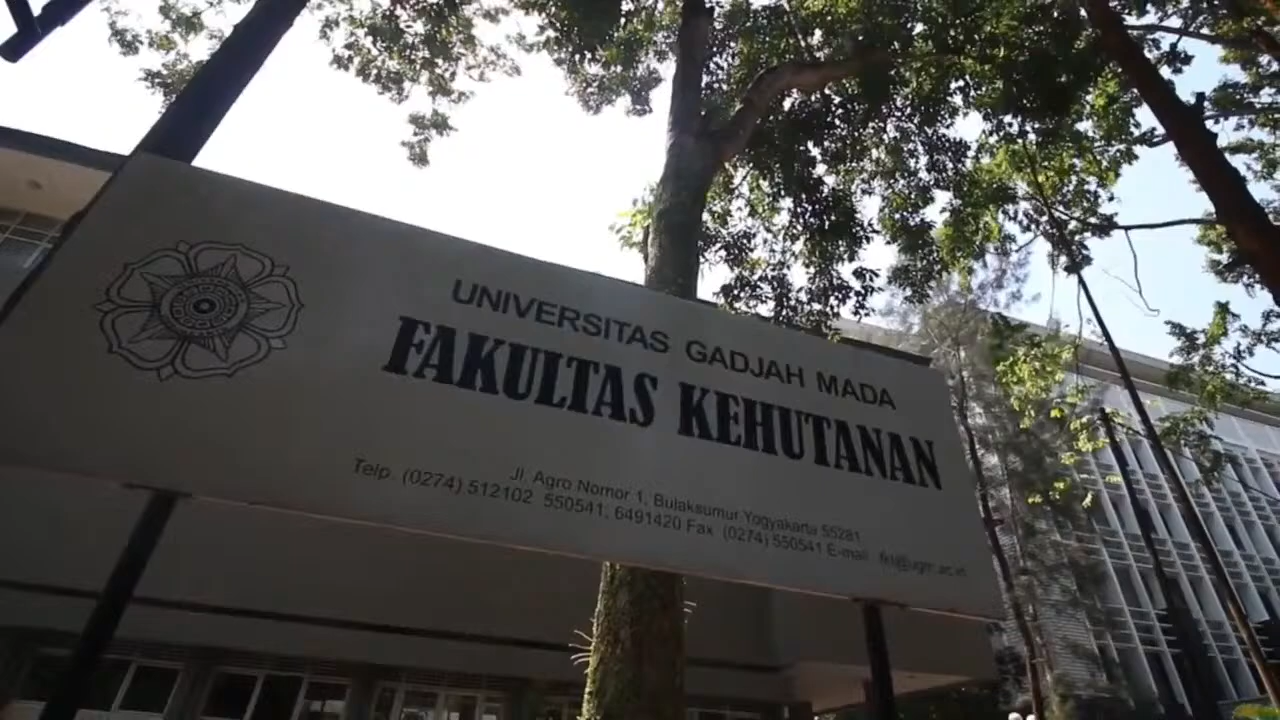 UNIVERSITAS GADJAH MADA
FAKULTAS KEHUTANAN
Jl. Agro Nomor 1, Bulaksumur Yogyakarta 55281
Telp. (0274) 512102 550541, 6491420 Fax (0274) 550541 E-mail